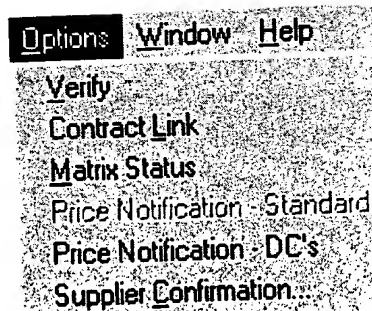 Options Window Help
Verify
Contract Link
Matrix Status
Price Notification - Standard
Price Notification - DC's
Supplier Confirmation...